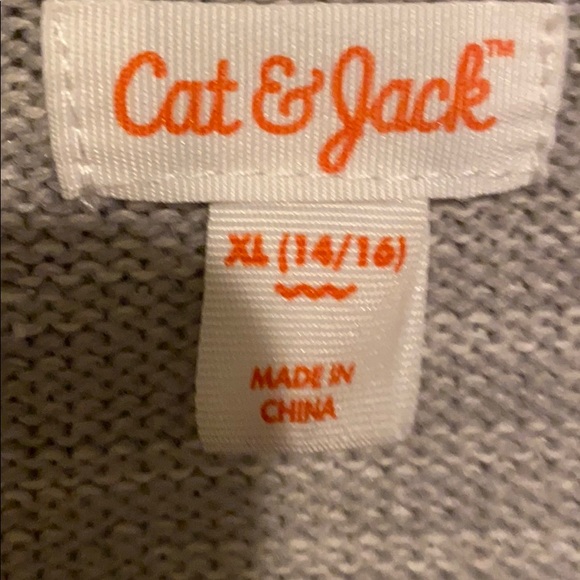 Cat & Jack™
XL (14/16)
MADE IN
CHINA